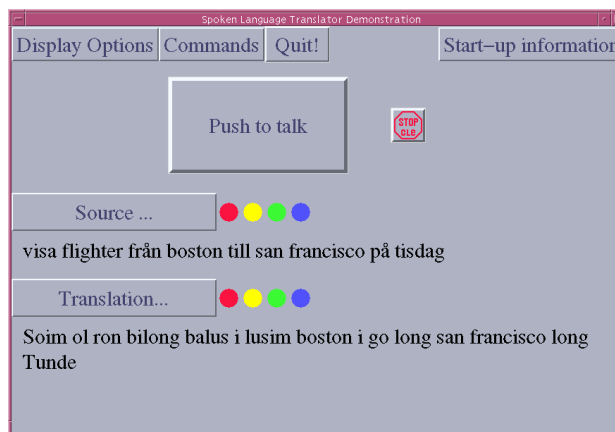 Spoken Language Translator Demonstration
Display Options Commands Quit! Start-up information
Push to talk
STOP
CLB
Source ...
visa flighter från boston till san francisco på tisdag
Translation...
Soim ol ron bilong balus i lusim boston i go long san francisco long
Tunde